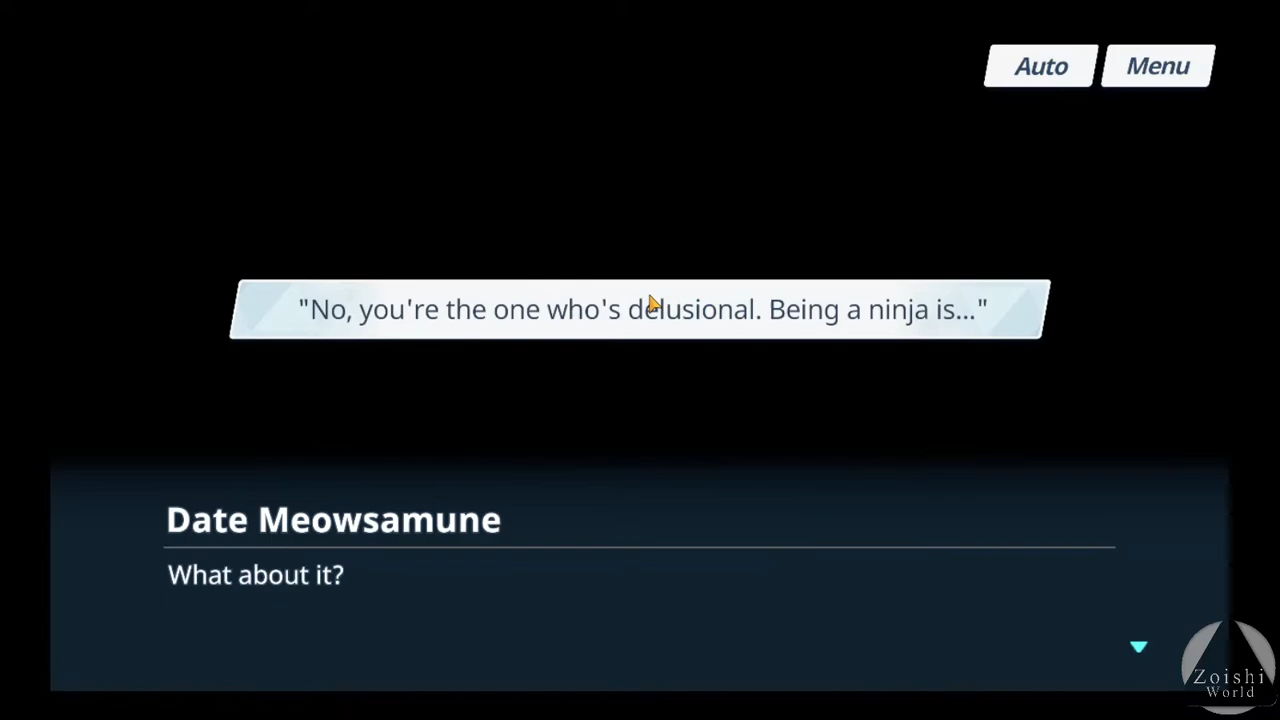 Auto Menu
"No, you're the one who's delusional. Being a ninja is..."
Date Meowsamune
What about it?
Zoishi
World